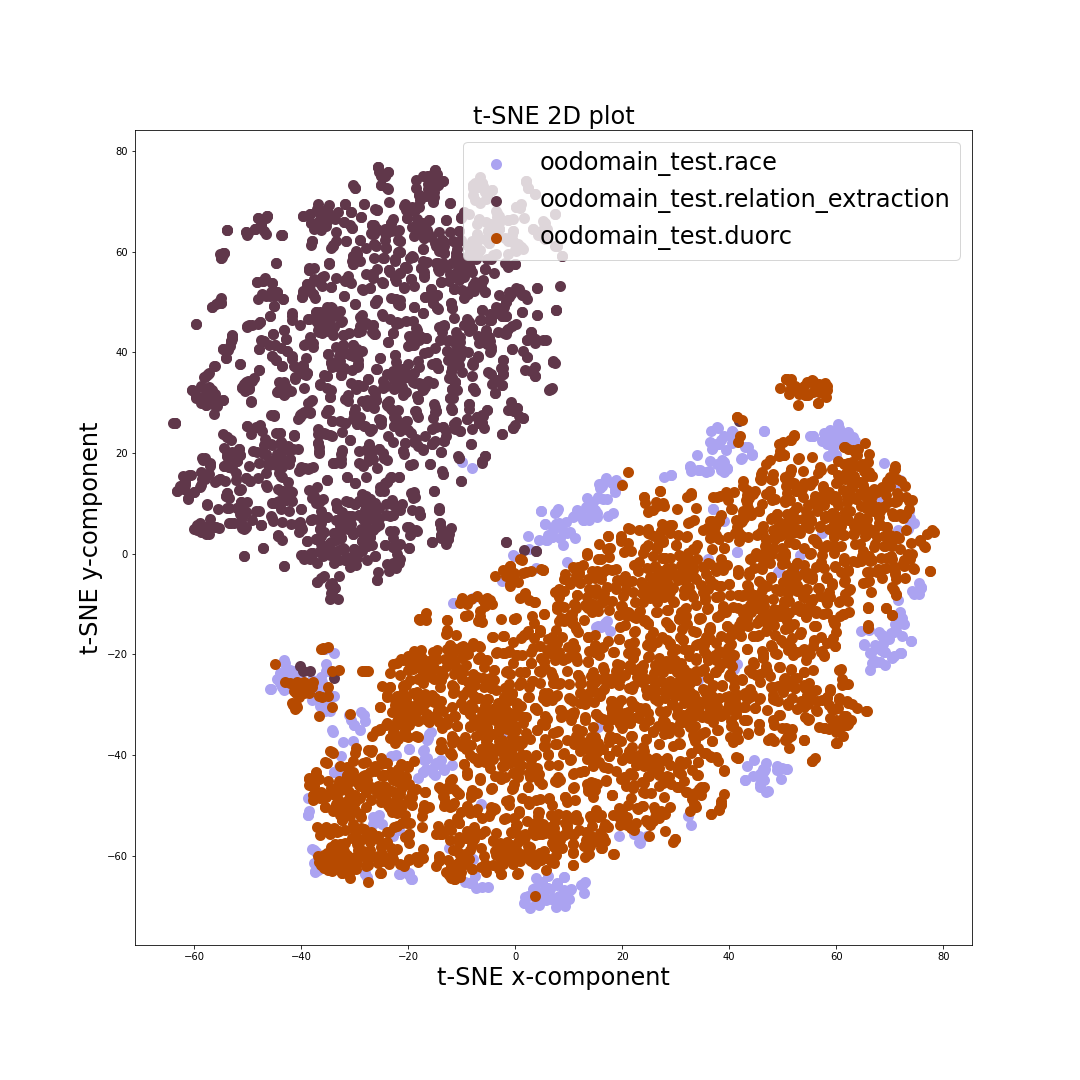 t-SNE 2D plot
oodomain_test.race
oodomain_test.relation_extraction
oodomain_test.duorc
80
60
40
20
0
−20
−40
−60
t-SNE y-component
−60 −40 −20 0 20 40 60 80
t-SNE x-component